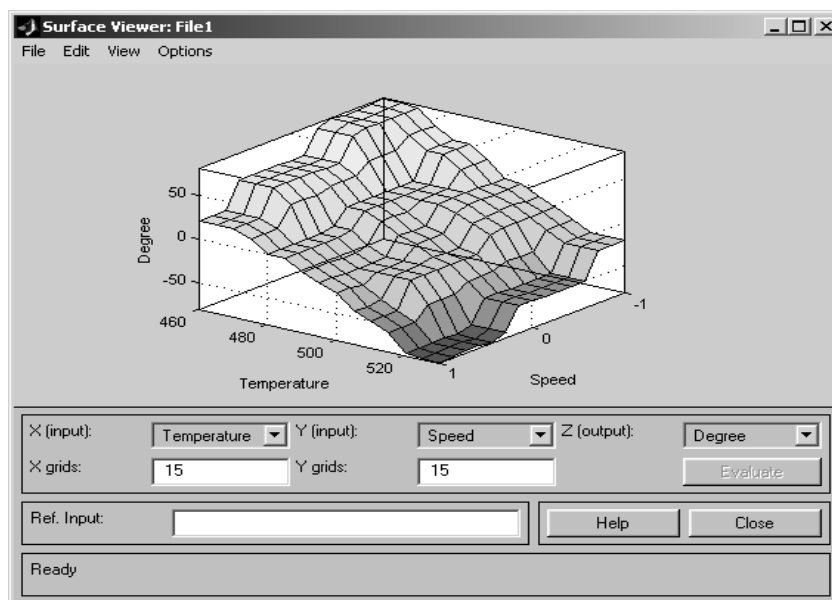 Surface Viewer: File1
File Edit View Options
50
0
-50
Degree
460
480
500
520
Temperature
1
0
-1
Speed
X (input): Temperature Y (input): Speed Z (output): Degree
X grids: 15 Y grids: 15 Evaluate
Ref. Input: Help Close
Ready